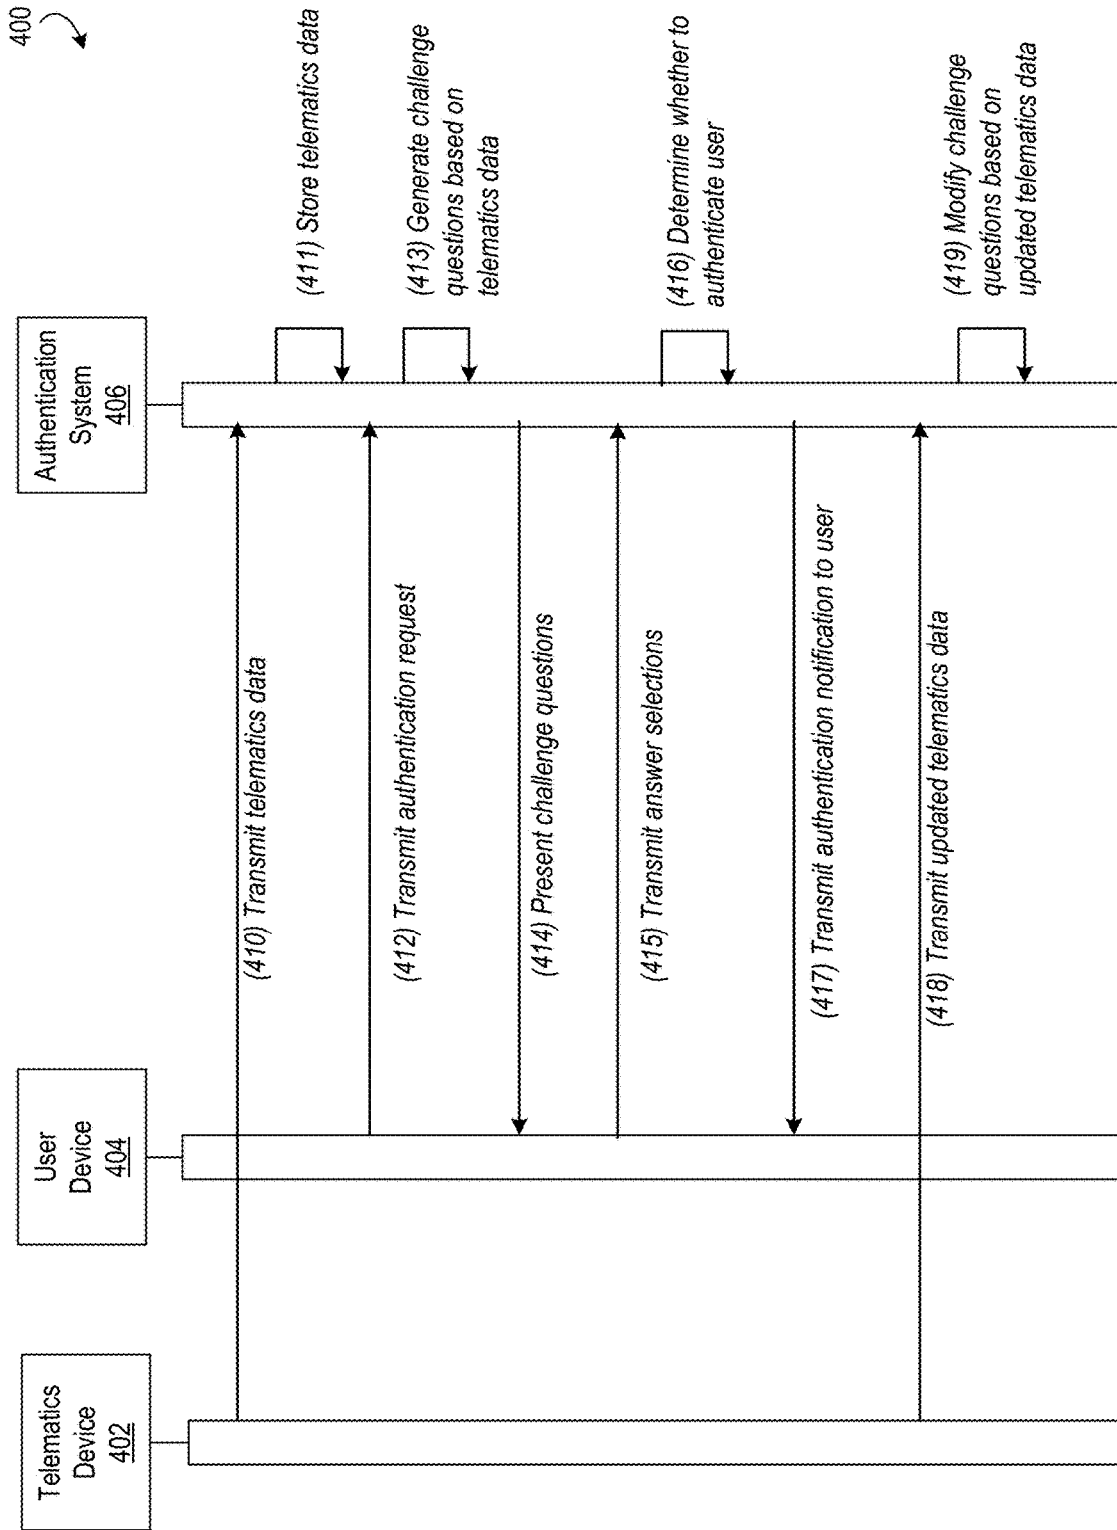 400
Telematics
Device
402
User
Device
404
Authentication
System
406
(410) Transmit telematics data
(411) Store telematics data
(412) Transmit authentication request
(413) Generate challenge
questions based on
telematics data
(414) Present challenge questions
(415) Transmit answer selections
(416) Determine whether to
authenticate user
(417) Transmit authentication notification to user
(418) Transmit updated telematics data
(419) Modify challenge
questions based on
updated telematics data